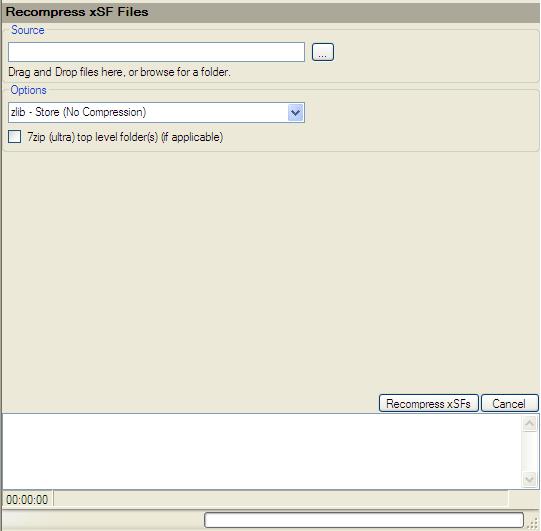 Recompress xSF Files
Source
...
Drag and Drop files here, or browse for a folder.
Options
zlib - Store (No Compression)
7zip (ultra) top level folder(s) (if applicable)
Recompress xSFs
Cancel
00:00:00